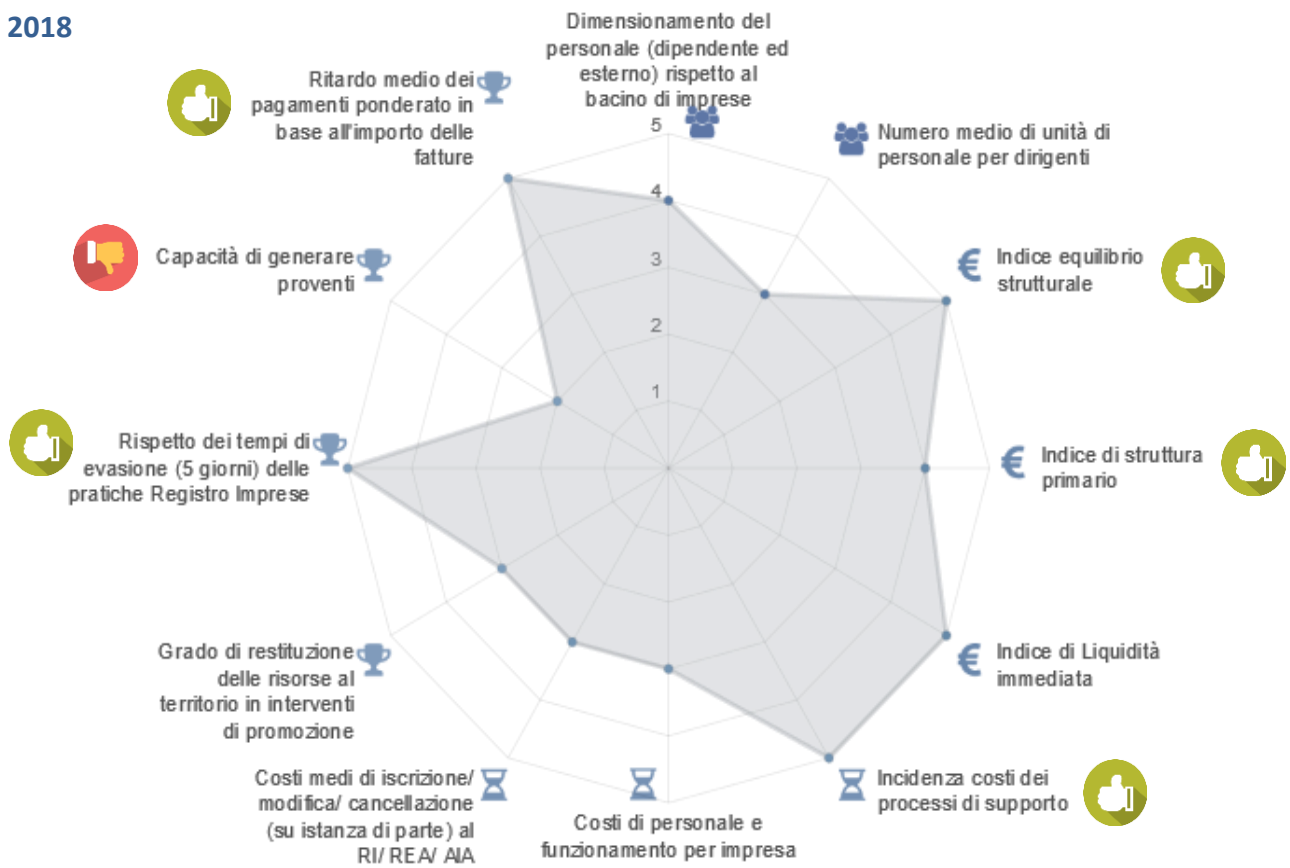 2018
Dimensionamento del
personale (dipendente ed
esterno) rispetto al
bacino di imprese
Ritardo medio dei
pagamenti ponderato in
base all'importo delle
fatture
Numero medio di unità di
personale per dirigenti
Capacità di generare
proventi
Indice equilibrio
strutturale
€
Rispetto dei tempi di
evasione (5 giorni) delle
pratiche Registro Imprese
Indice di struttura
primario
€
Grado di restituzione
delle risorse al
territorio in interventi
di promozione
Indice di Liquidità
immediata
€
Costi medi di iscrizione/
modifica/ cancellazione
(su istanza di parte) al
RI/ REA/ AIA
Costi di personale e
funzionamento per impresa
Incidenza costi dei
processi di supporto
5
4
3
2
1